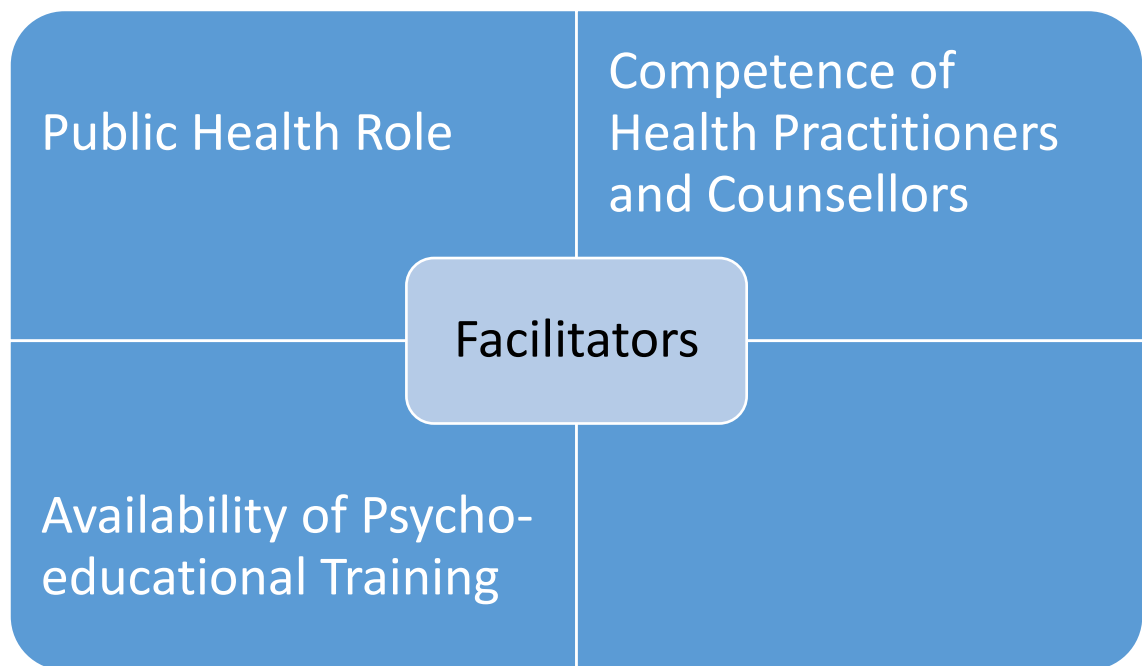 Public Health Role
Competence of
Health Practitioners
and Counsellors
Facilitators
Availability of Psycho-
educational Training